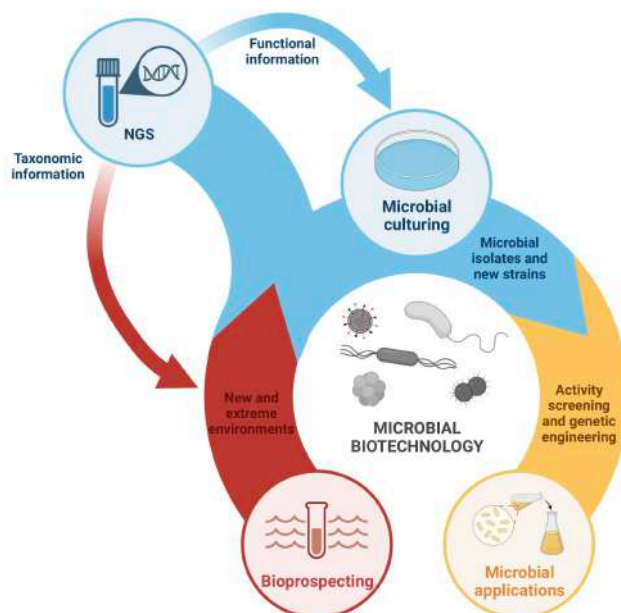 Functional
information
NGS
Taxonomic
information
Microbial
culturing
Microbial
isolates and
new strains
New and
extreme
environments
MICROBIAL
BIOTECHNOLOGY
Activity
screening
and genetic
engineering
Bioprospecting
Microbial
applications